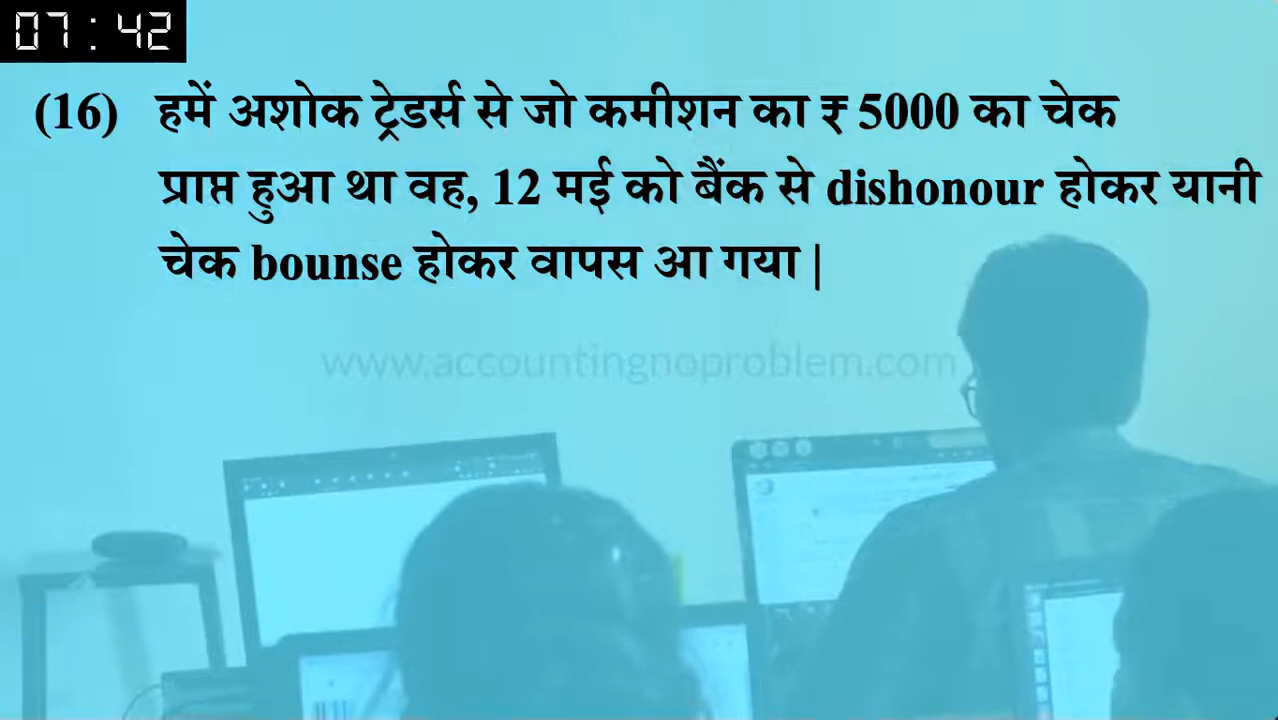 07:42
(16) हमें अशोक ट्रेडर्स से जो कमीशन का ₹ 5000 का चेक
प्राप्त हुआ था वह, 12 मई को बैंक से dishonour होकर यानी
चेक bounse होकर वापस आ गया |
www.accountingnoproblem.com